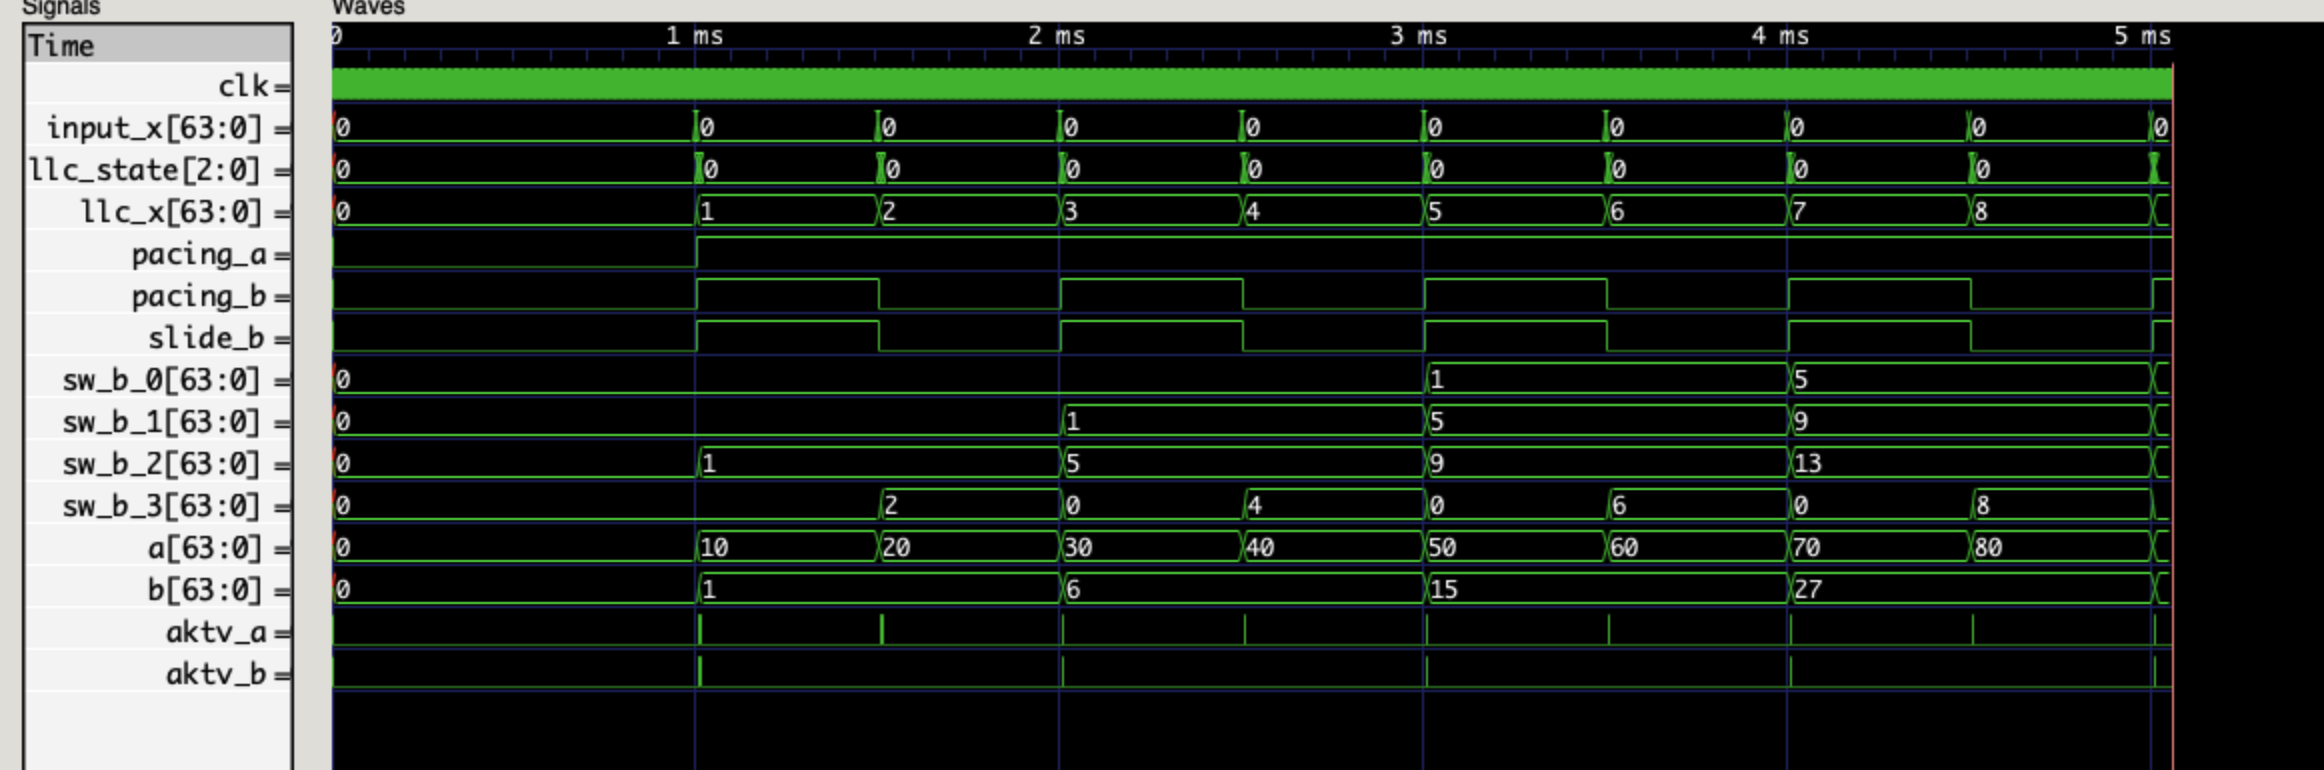 Signals Waves
Time 0 1 ms 2 ms 3 ms 4 ms 5 ms
clk=
input_x[63:0] = 0 0 0 0 0 0 0 0 0 0
llc_state[2:0] = 0 0 0 0 0 0 0 0 0
llc_x[63:0] = 0 1 2 3 4 5 6 7 8
pacing_a=
pacing_b=
slide_b=
sw_b_0[63:0] = 0 1 5
sw_b_1[63:0] = 0 1 5 9
sw_b_2[63:0] = 0 1 5 9 13
sw_b_3[63:0] = 0 2 0 4 0 6 0 8
a[63:0] = 0 10 20 30 40 50 60 70 80
b[63:0] = 0 1 6 15 27
aktv_a=
aktv_b=